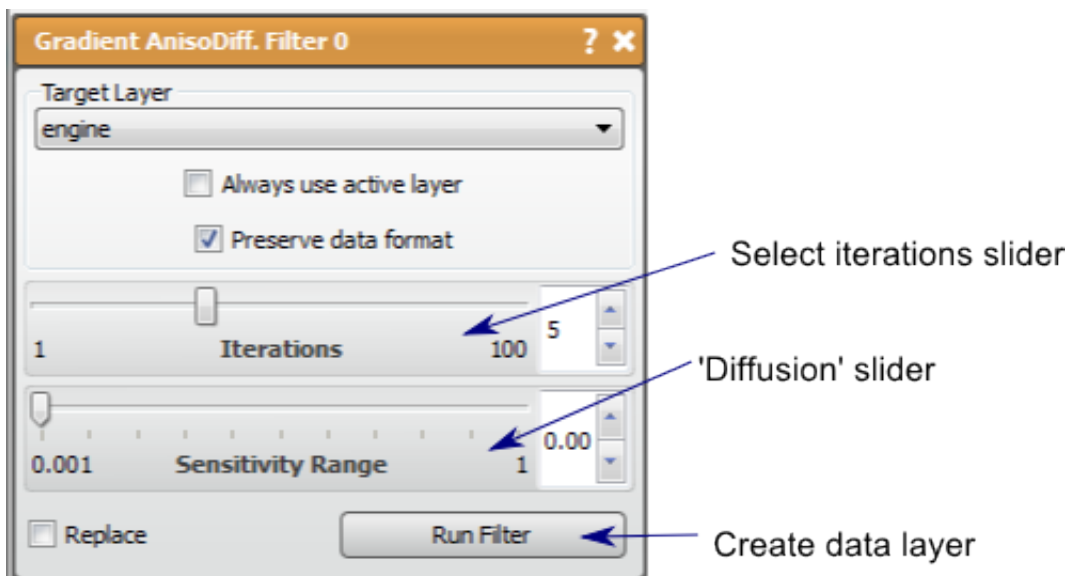 Gradient AnisoDiff. Filter 0 ?
Target Layer
engine
Always use active layer
Preserve data format
Select iterations slider
5
1 Iterations 100
'Diffusion' slider
0.00
0.001 Sensitivity Range 1
Replace Run Filter
Create data layer